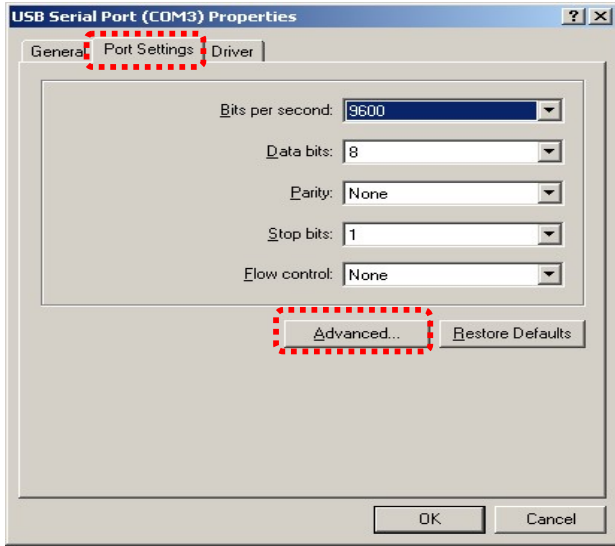 USB Serial Port (COM3) Properties
General Port Settings Driver
Bits per second: 9600
Data bits: 8
Parity: None
Stop bits: 1
Flow control: None
Advanced... Restore Defaults
OK Cancel